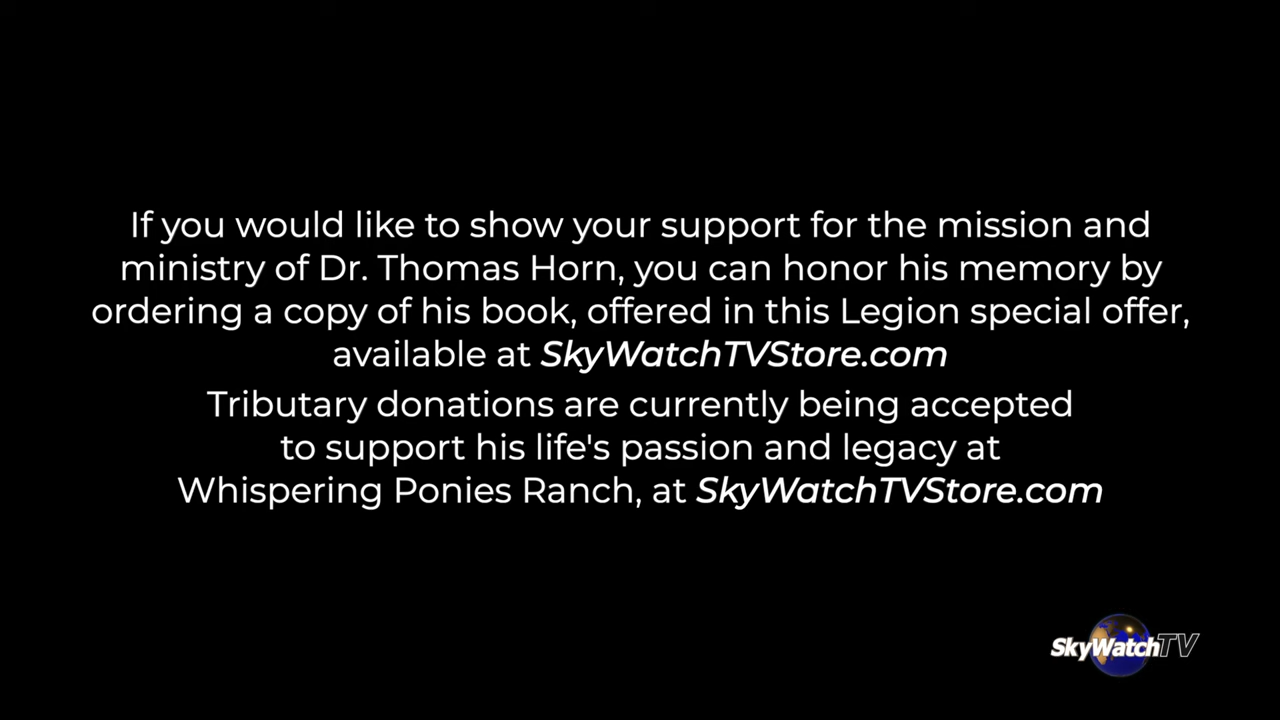 If you would like to show your support for the mission and
ministry of Dr. Thomas Horn, you can honor his memory by
ordering a copy of his book, offered in this Legion special offer,
available at SkyWatchTVStore.com
Tributary donations are currently being accepted
to support his life's passion and legacy at
Whispering Ponies Ranch, at SkyWatchTVStore.com
SkyWatchTV